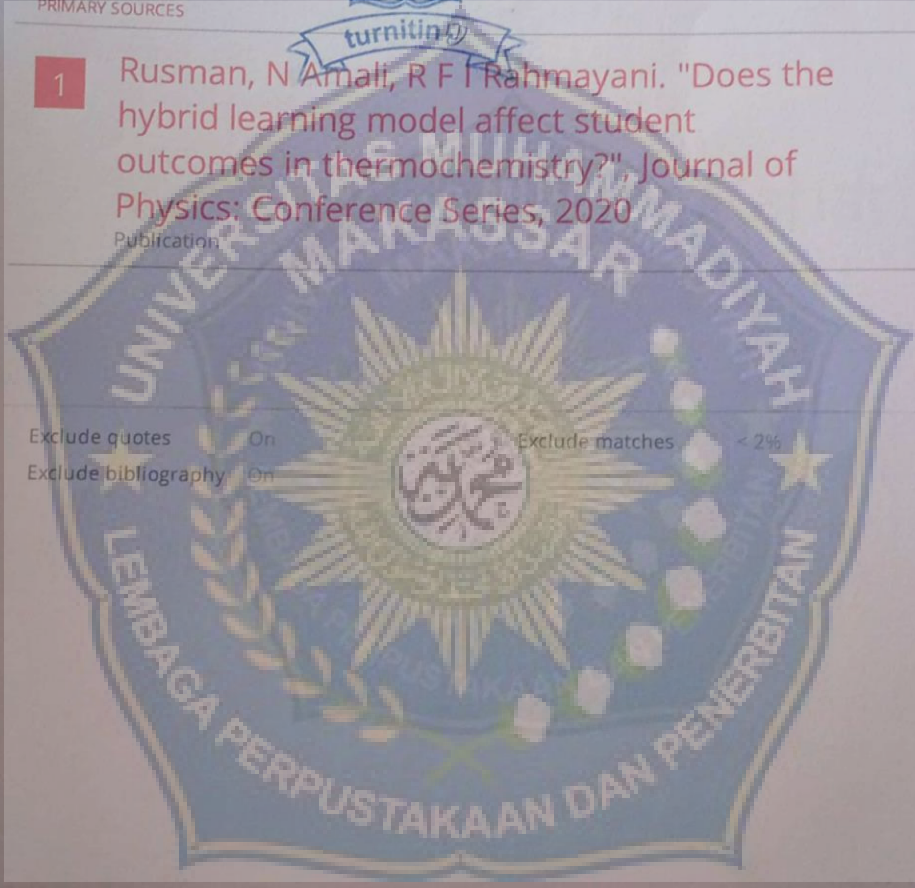 PRIMARY SOURCES
turnitin
1
Rusman, N Amali, R F I Rahmayani. "Does the
hybrid learning model affect student
outcomes in thermochemistry?", Journal of
Physics: Conference Series, 2020
Publication
UNIVERSITAS MUHAMMADIYAH
MAKASSAR
Exclude quotes On
Exclude matches < 2%
Exclude bibliography On
محمدية
LEMBAGA PERPUSTAKAAN DAN PENERBITAN